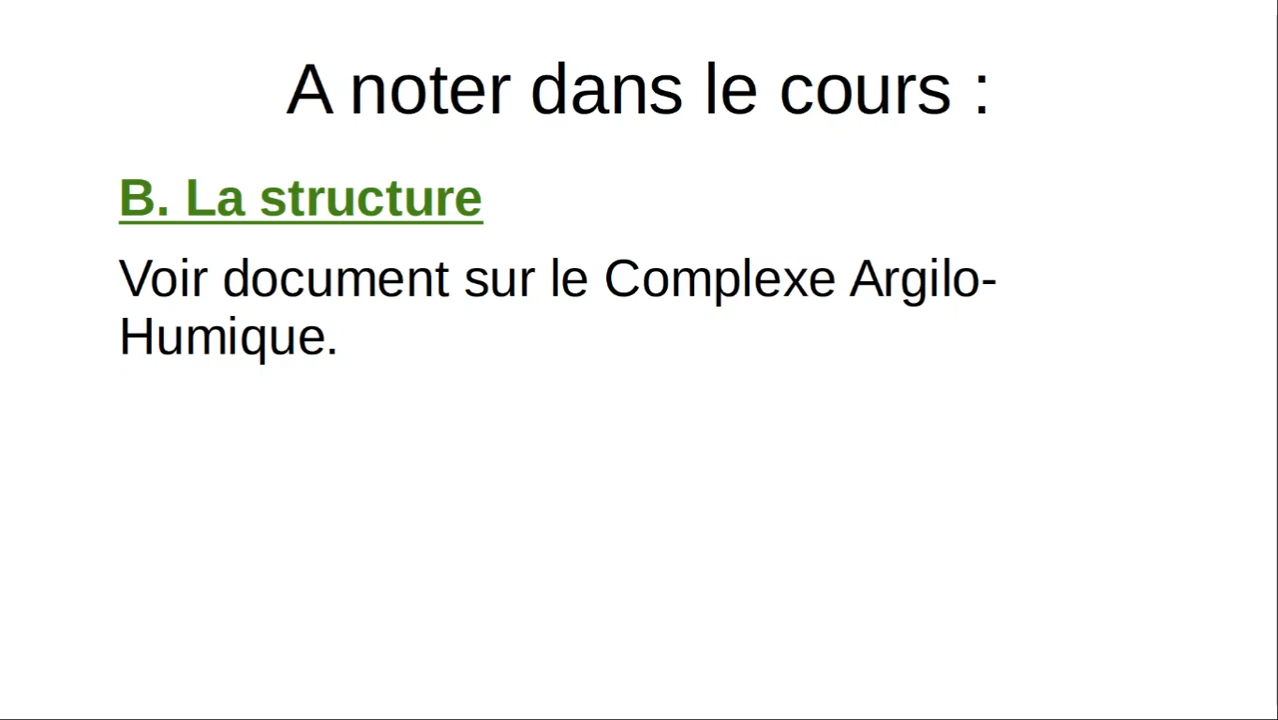 A noter dans le cours :
B. La structure
Voir document sur le Complexe Argilo-
Humique.